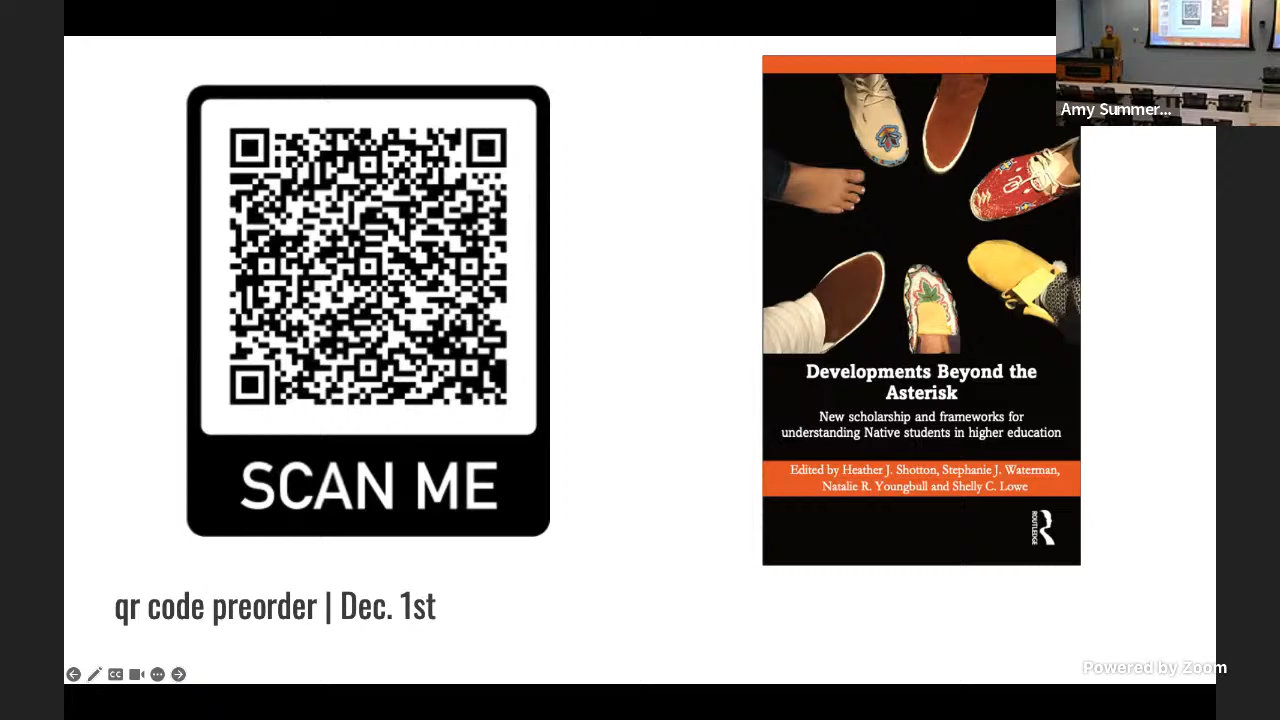 SCAN ME
qr code preorder | Dec. 1st
Developments Beyond the
Asterisk
New scholarship and frameworks for
understanding Native students in higher education
Edited by Heather J. Shotton, Stephanie J. Waterman,
Natalie R. Youngbull and Shelly C. Lowe
ROUTLEDGE
Amy Summer...
CC
Powered by Zoom